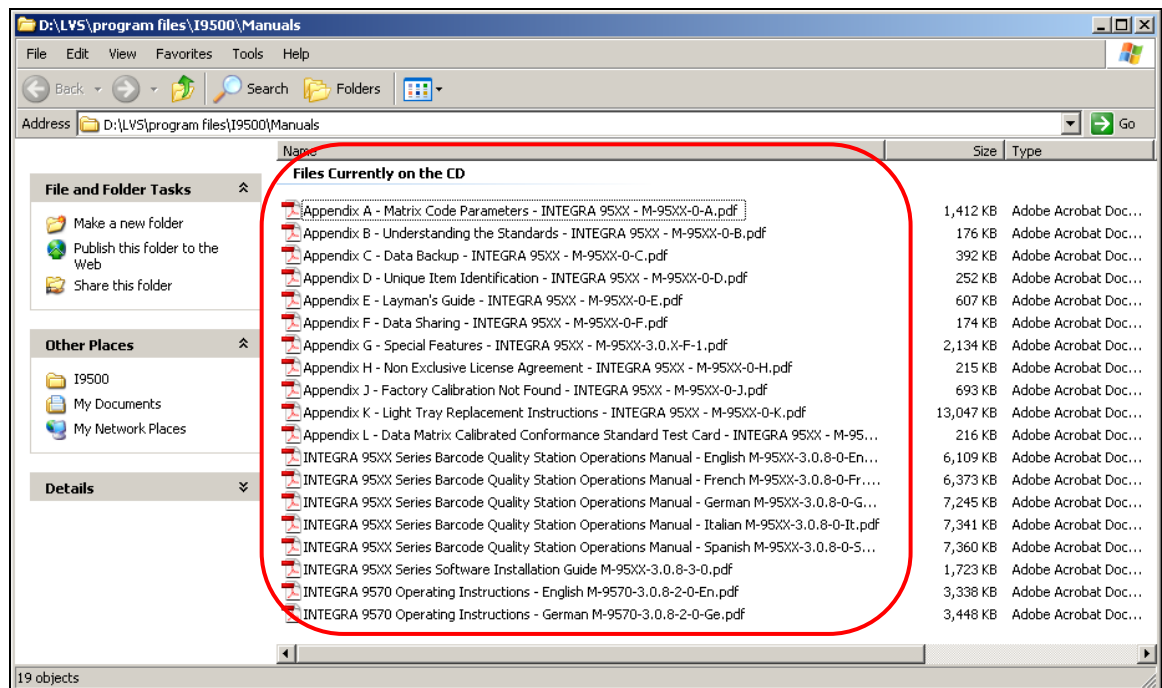 D:\LVS\program files\I9500\Manuals
File Edit View Favorites Tools Help
Back Search Folders
Address D:\LVS\program files\I9500\Manuals Go
Name Size Type
Files Currently on the CD
File and Folder Tasks
Make a new folder
Publish this folder to the
Web
Share this folder
Other Places
I9500
My Documents
My Network Places
Details
Appendix A - Matrix Code Parameters - INTEGRA 95XX - M-95XX-0-A.pdf 1,412 KB Adobe Acrobat Doc...
Appendix B - Understanding the Standards - INTEGRA 95XX - M-95XX-0-B.pdf 176 KB Adobe Acrobat Doc...
Appendix C - Data Backup - INTEGRA 95XX - M-95XX-0-C.pdf 392 KB Adobe Acrobat Doc...
Appendix D - Unique Item Identification - INTEGRA 95XX - M-95XX-0-D.pdf 252 KB Adobe Acrobat Doc...
Appendix E - Layman's Guide - INTEGRA 95XX - M-95XX-0-E.pdf 607 KB Adobe Acrobat Doc...
Appendix F - Data Sharing - INTEGRA 95XX - M-95XX-0-F.pdf 174 KB Adobe Acrobat Doc...
Appendix G - Special Features - INTEGRA 95XX - M-95XX-3.0.X-F-1.pdf 2,134 KB Adobe Acrobat Doc...
Appendix H - Non Exclusive License Agreement - INTEGRA 95XX - M-95XX-0-H.pdf 215 KB Adobe Acrobat Doc...
Appendix J - Factory Calibration Not Found - INTEGRA 95XX - M-95XX-0-J.pdf 693 KB Adobe Acrobat Doc...
Appendix K - Light Tray Replacement Instructions - INTEGRA 95XX - M-95XX-0-K.pdf 13,047 KB Adobe Acrobat Doc...
Appendix L - Data Matrix Calibrated Conformance Standard Test Card - INTEGRA 95XX - M-95... 216 KB Adobe Acrobat Doc...
INTEGRA 95XX Series Barcode Quality Station Operations Manual - English M-95XX-3.0.8-0-En... 6,109 KB Adobe Acrobat Doc...
INTEGRA 95XX Series Barcode Quality Station Operations Manual - French M-95XX-3.0.8-0-Fr.... 6,373 KB Adobe Acrobat Doc...
INTEGRA 95XX Series Barcode Quality Station Operations Manual - German M-95XX-3.0.8-0-G... 7,245 KB Adobe Acrobat Doc...
INTEGRA 95XX Series Barcode Quality Station Operations Manual - Italian M-95XX-3.0.8-0-It.pdf 7,341 KB Adobe Acrobat Doc...
INTEGRA 95XX Series Barcode Quality Station Operations Manual - Spanish M-95XX-3.0.8-0-S... 7,360 KB Adobe Acrobat Doc...
INTEGRA 95XX Series Software Installation Guide M-95XX-3.0.8-3-0.pdf 1,723 KB Adobe Acrobat Doc...
INTEGRA 9570 Operating Instructions - English M-9570-3.0.8-2-0-En.pdf 3,338 KB Adobe Acrobat Doc...
INTEGRA 9570 Operating Instructions - German M-9570-3.0.8-2-0-Ge.pdf 3,448 KB Adobe Acrobat Doc...
19 objects